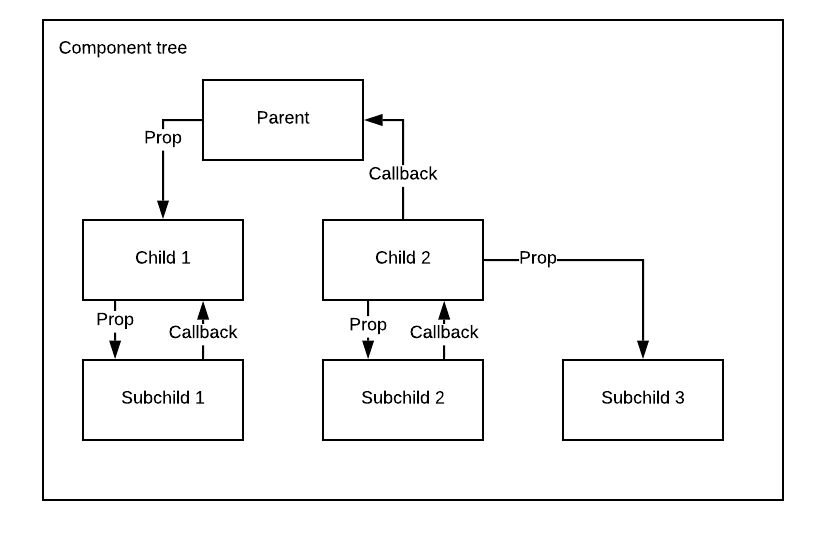 Component tree
Parent
Prop
Callback
Child 1
Child 2
Prop
Prop
Callback
Prop
Callback
Subchild 1
Subchild 2
Subchild 3